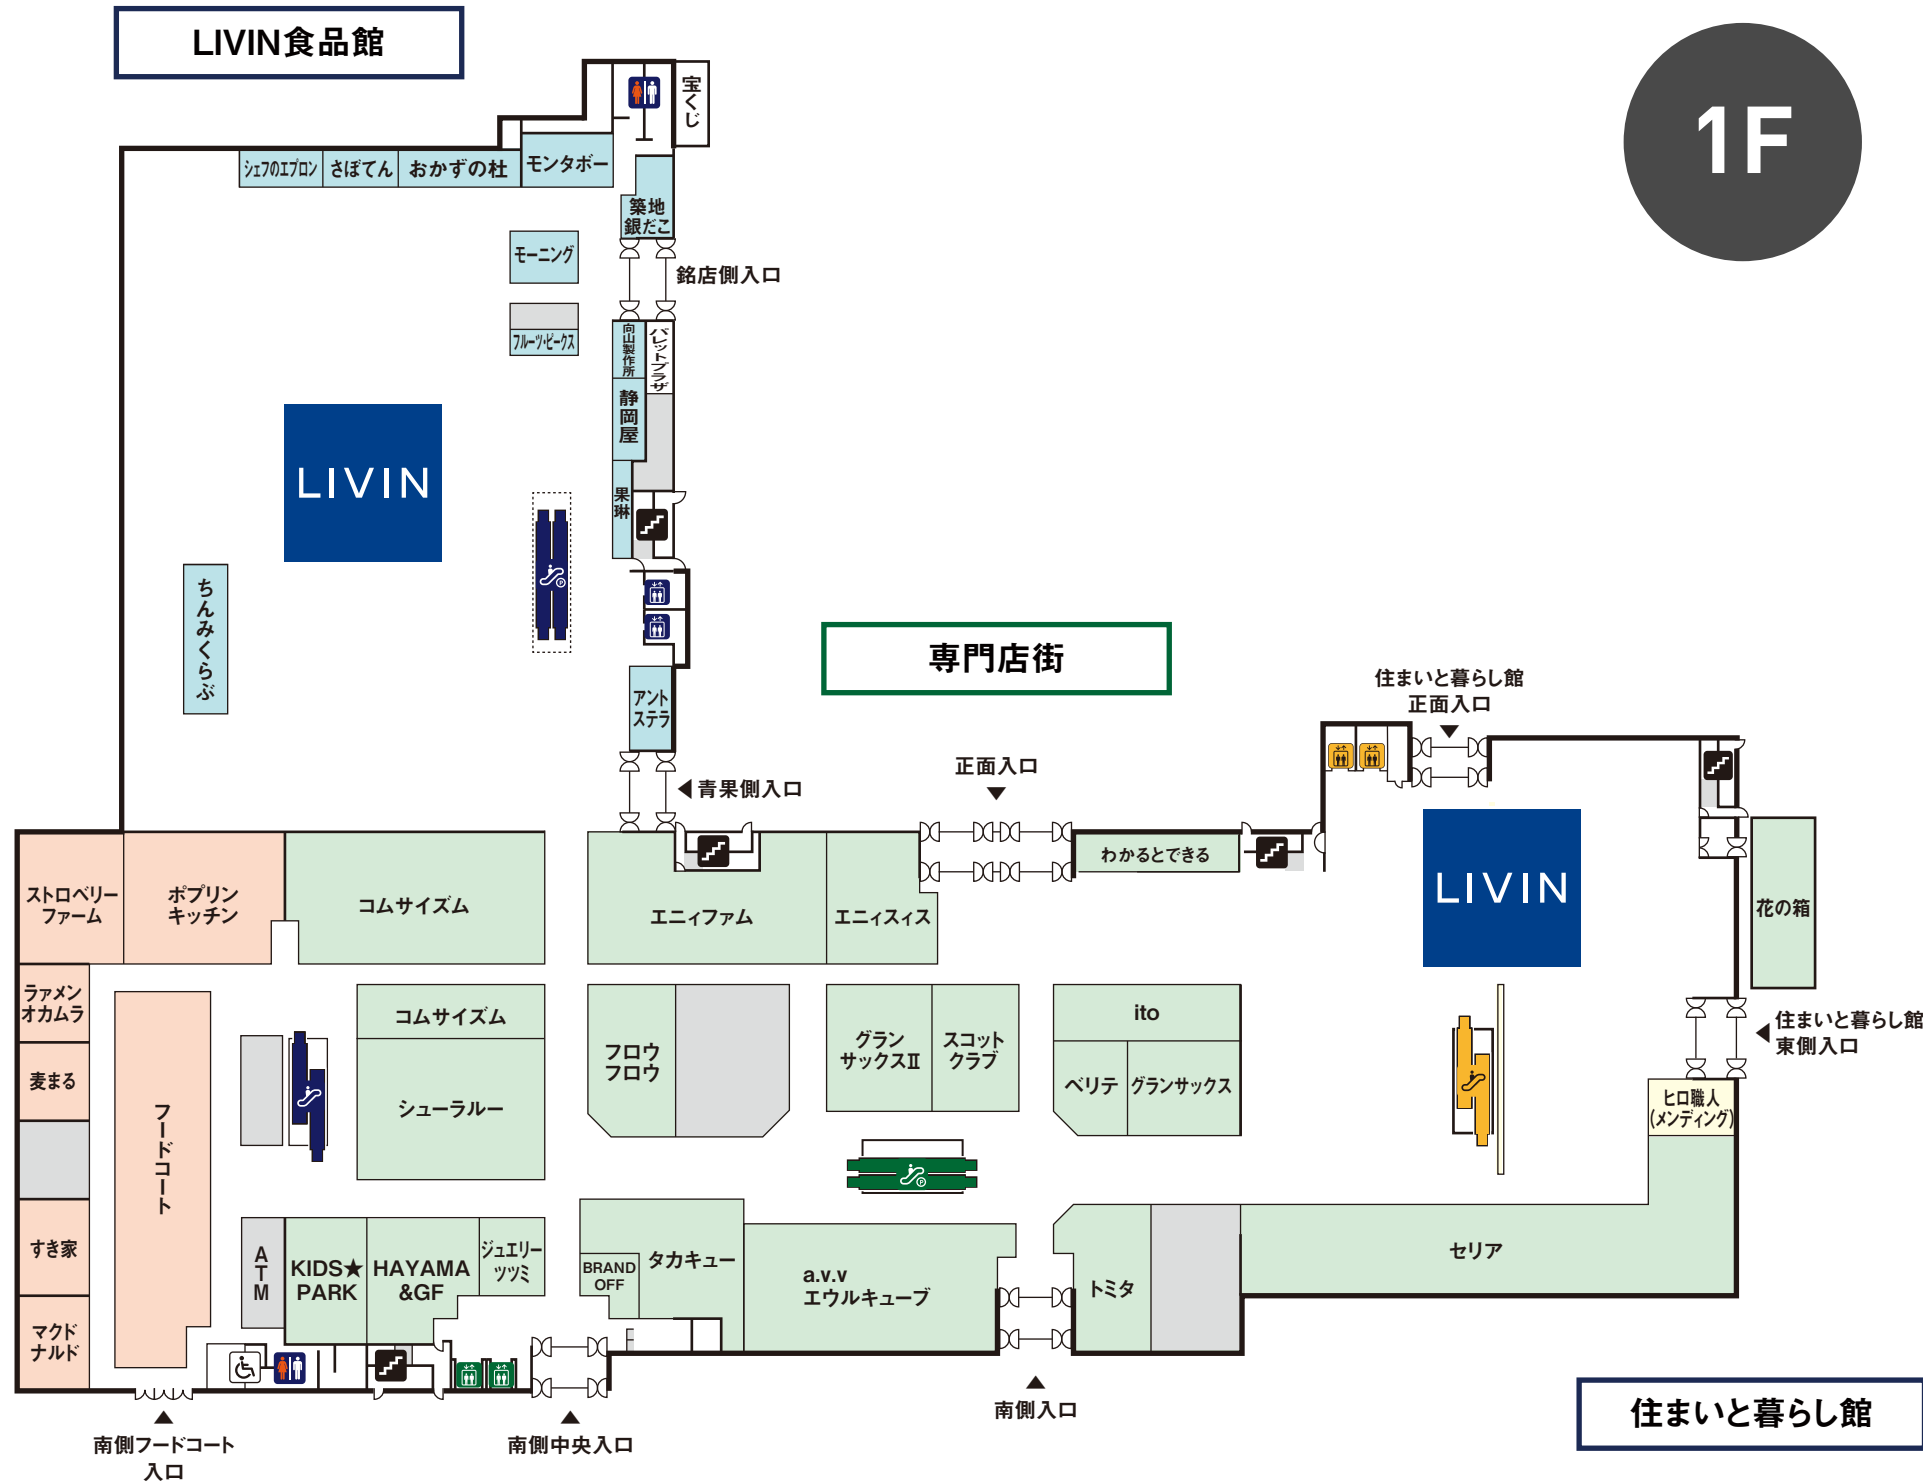 LIVIN食品館
1F
宝くじ
シェフのエプロン
さぼてん
おかずの杜
モンタボー
築地
銀だこ
モーニング
銘店側入口
フルーツ・ピークス
向山製作所
パレットプラザ
静岡屋
LIVIN
果琳
ちんみくらぶ
アント
ステラ
専門店街
住まいと暮らし館
正面入口
正面入口
青果側入口
ストロベリー
ファーム
ポプリン
キッチン
コムサイズム
エニィファム
エニィスィス
わかるとできる
LIVIN
花の箱
ラァメン
オカムラ
麦まる
フードコート
すき家
マクド
ナルド
コムサイズム
シューラルー
フロウ
フロウ
グラン
サックスⅡ
スコット
クラブ
ito
ベリテ
グランサックス
住まいと暮らし館
東側入口
ヒロ職人
(メンディング)
セリア
ATM
KIDS★
PARK
HAYAMA
&GF
ジュエリー
ツツミ
BRAND
OFF
タカキュー
a.v.v
エウルキューブ
トミタ
南側フードコート
入口
南側中央入口
南側入口
住まいと暮らし館